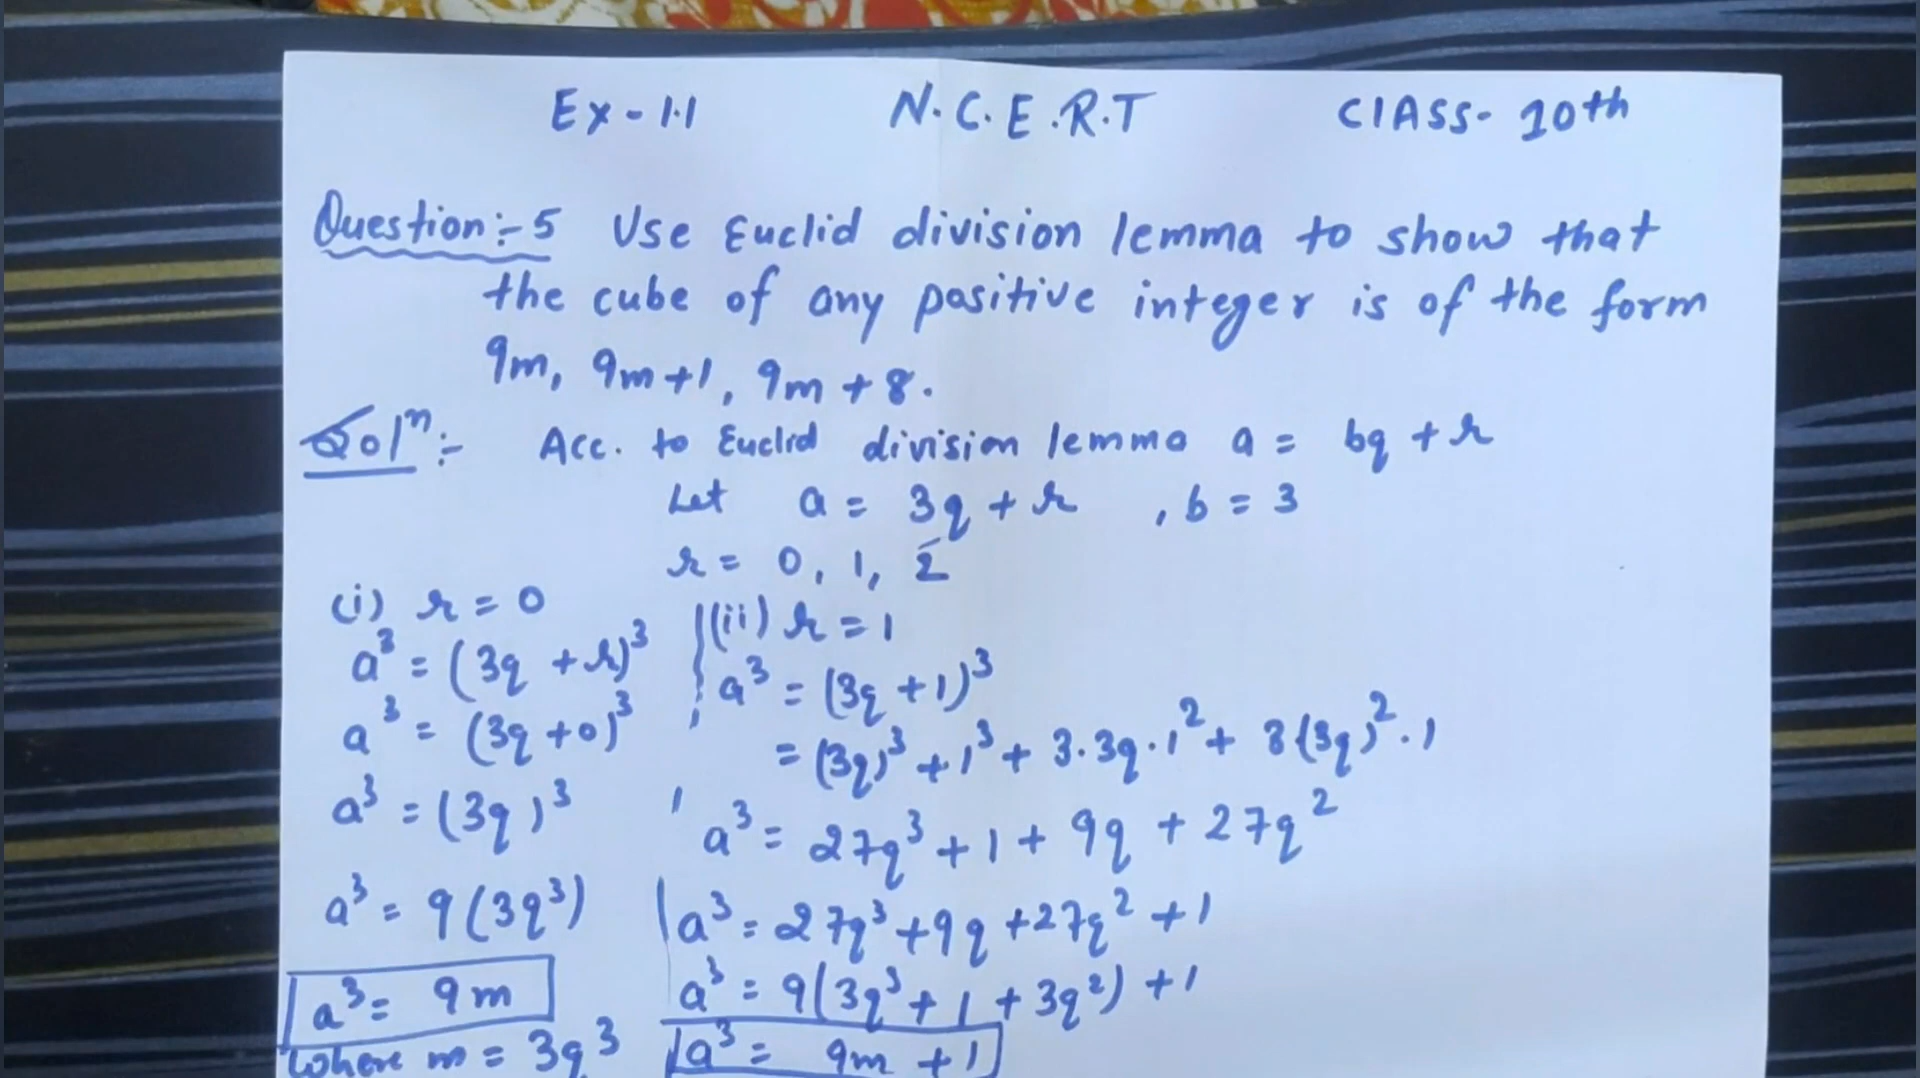 Ex-1.1 N.C.E.R.T CLASS- 10th
Question:-5 Use Euclid division lemma to show that
the cube of any positive integer is of the form
9m, 9m+1, 9m+8.
Solⁿ:- Acc. to Euclid division lemma a = bq + r
Let a = 3q + r , b = 3
r = 0, 1, 2
(i) r = 0
a³ = (3q + r)³
a³ = (3q + 0)³
a³ = (3q)³
a³ = 9(3q³)
a³ = 9m
Where m = 3q³
(ii) r = 1
a³ = (3q + 1)³
= (3q)³ + 1³ + 3.3q.1² + 3(3q)².1
a³ = 27q³ + 1 + 9q + 27q²
a³ = 27q³ + 9q + 27q² + 1
a³ = 9(3q³ + 1 + 3q²) + 1
a³ = 9m + 1